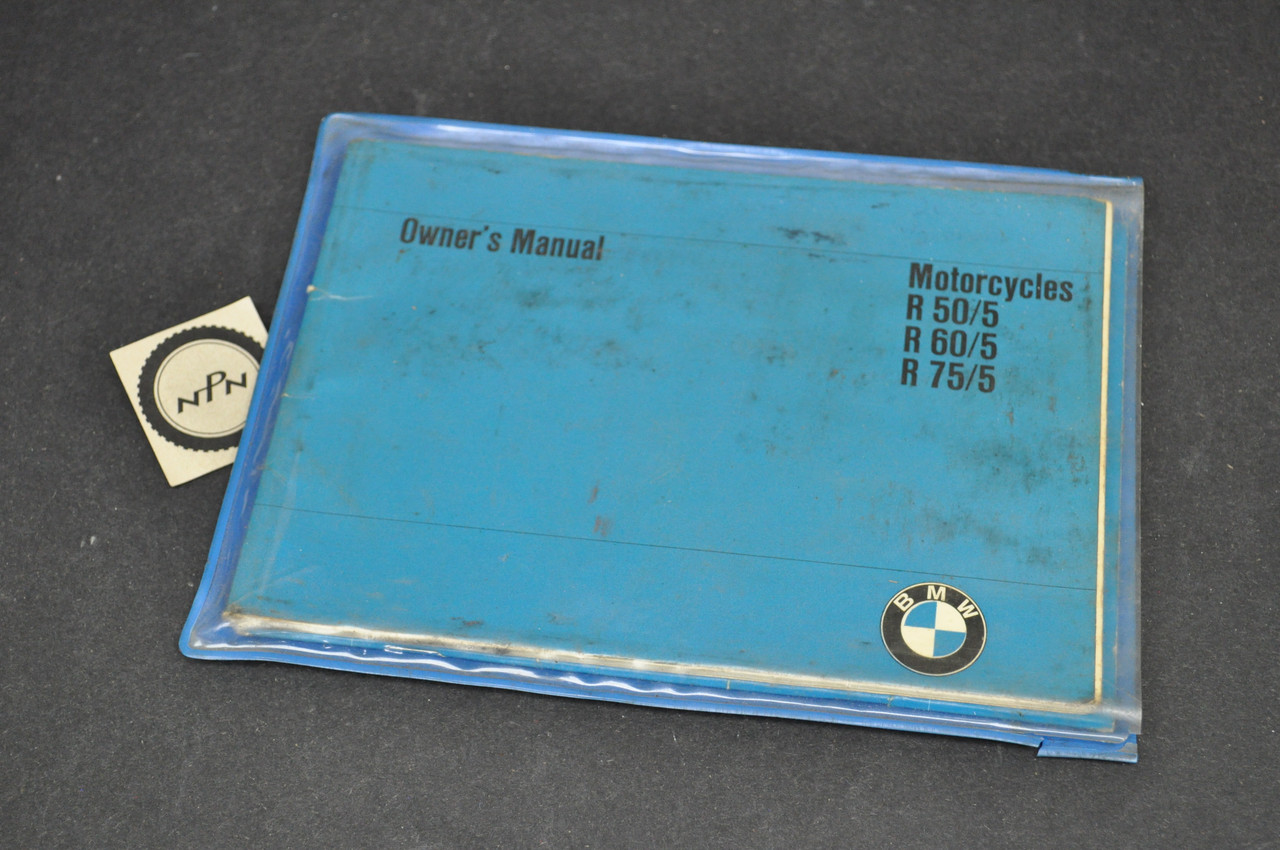 Owner's Manual
Motorcycles
R 50/5
R 60/5
R 75/5
NPN
BMW